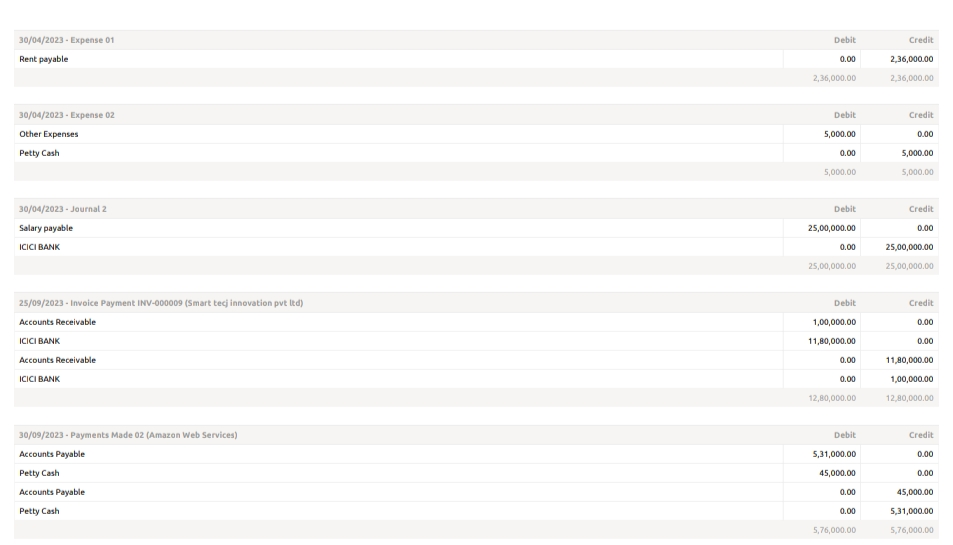 30/04/2023 - Expense 01 Debit Credit
Rent payable 0.00 2,36,000.00
2,36,000.00 2,36,000.00
30/04/2023 - Expense 02 Debit Credit
Other Expenses 5,000.00 0.00
Petty Cash 0.00 5,000.00
5,000.00 5,000.00
30/04/2023 - Journal 2 Debit Credit
Salary payable 25,00,000.00 0.00
ICICI BANK 0.00 25,00,000.00
25,00,000.00 25,00,000.00
25/09/2023 - Invoice Payment INV-000009 (Smart tecj innovation pvt ltd) Debit Credit
Accounts Receivable 1,00,000.00 0.00
ICICI BANK 11,80,000.00 0.00
Accounts Receivable 0.00 11,80,000.00
ICICI BANK 0.00 1,00,000.00
12,80,000.00 12,80,000.00
30/09/2023 - Payments Made 02 (Amazon Web Services) Debit Credit
Accounts Payable 5,31,000.00 0.00
Petty Cash 45,000.00 0.00
Accounts Payable 0.00 45,000.00
Petty Cash 0.00 5,31,000.00
5,76,000.00 5,76,000.00